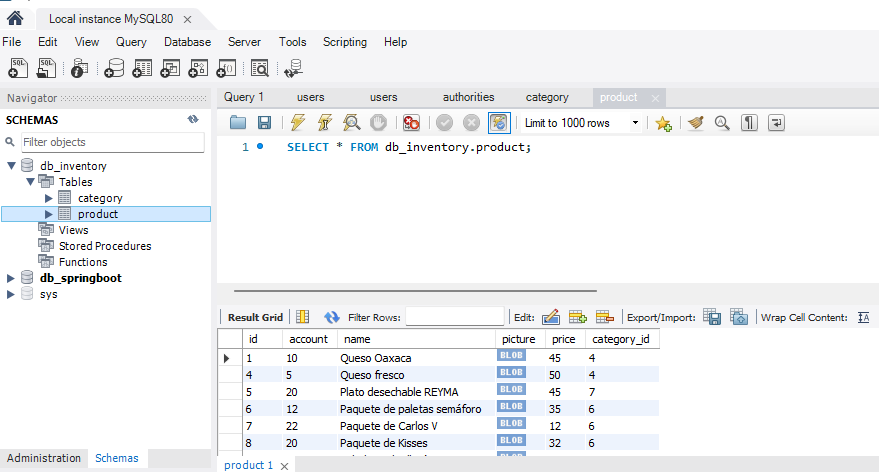 Local instance MySQL80
File Edit View Query Database Server Tools Scripting Help
Navigator
SCHEMAS
Filter objects
db_inventory
Tables
category
product
Views
Stored Procedures
Functions
db_springboot
sys
Administration Schemas
Query 1 users users authorities category product
Limit to 1000 rows
1 SELECT * FROM db_inventory.product;
Result Grid Filter Rows: Edit: Export/Import: Wrap Cell Content:
id account name picture price category_id
1 10 Queso Oaxaca BLOB 45 4
4 5 Queso fresco BLOB 50 4
5 20 Plato desechable REYMA BLOB 45 7
6 12 Paquete de paletas semáforo BLOB 35 6
7 22 Paquete de Carlos V BLOB 12 6
8 20 Paquete de Kisses BLOB 32 6
product 1